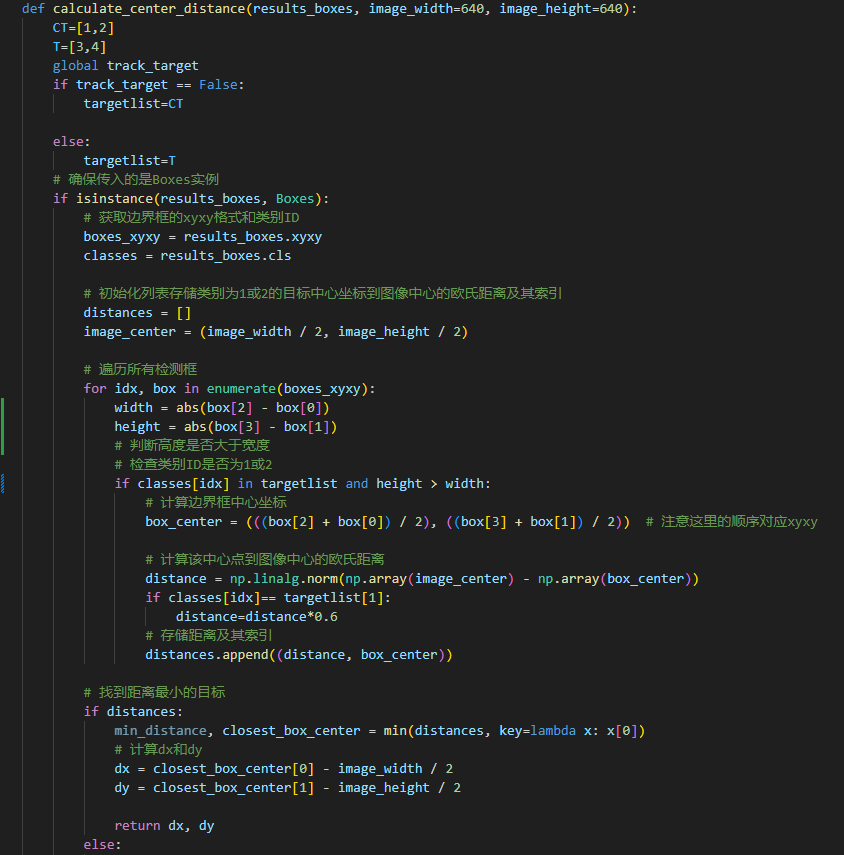 def calculate_center_distance(results_boxes, image_width=640, image_height=640):
    CT=[1,2]
    T=[3,4]
    global track_target
    if track_target == False:
        targetlist=CT

    else:
        targetlist=T
    # 确保传入的是Boxes实例
    if isinstance(results_boxes, Boxes):
        # 获取边界框的xyxy格式和类别ID
        boxes_xyxy = results_boxes.xyxy
        classes = results_boxes.cls

        # 初始化列表存储类别为1或2的目标中心坐标到图像中心的欧氏距离及其索引
        distances = []
        image_center = (image_width / 2, image_height / 2)

        # 遍历所有检测框
        for idx, box in enumerate(boxes_xyxy):
            width = abs(box[2] - box[0])
            height = abs(box[3] - box[1])
            # 判断高度是否大于宽度
            # 检查类别ID是否为1或2
            if classes[idx] in targetlist and height > width:
                # 计算边界框中心坐标
                box_center = (((box[2] + box[0]) / 2), ((box[3] + box[1]) / 2))  # 注意这里的顺序对应xyxy

                # 计算该中心点到图像中心的欧氏距离
                distance = np.linalg.norm(np.array(image_center) - np.array(box_center))
                if classes[idx]== targetlist[1]:
                    distance=distance*0.6
                # 存储距离及其索引
                distances.append((distance, box_center))

        # 找到距离最小的目标
        if distances:
            min_distance, closest_box_center = min(distances, key=lambda x: x[0])
            # 计算dx和dy
            dx = closest_box_center[0] - image_width / 2
            dy = closest_box_center[1] - image_height / 2

            return dx, dy
        else: